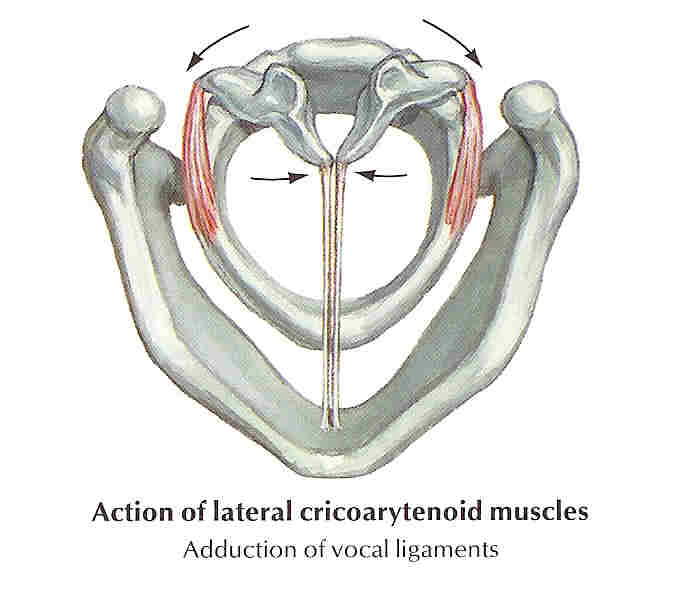 Action of lateral cricoarytenoid muscles
Adduction of vocal ligaments